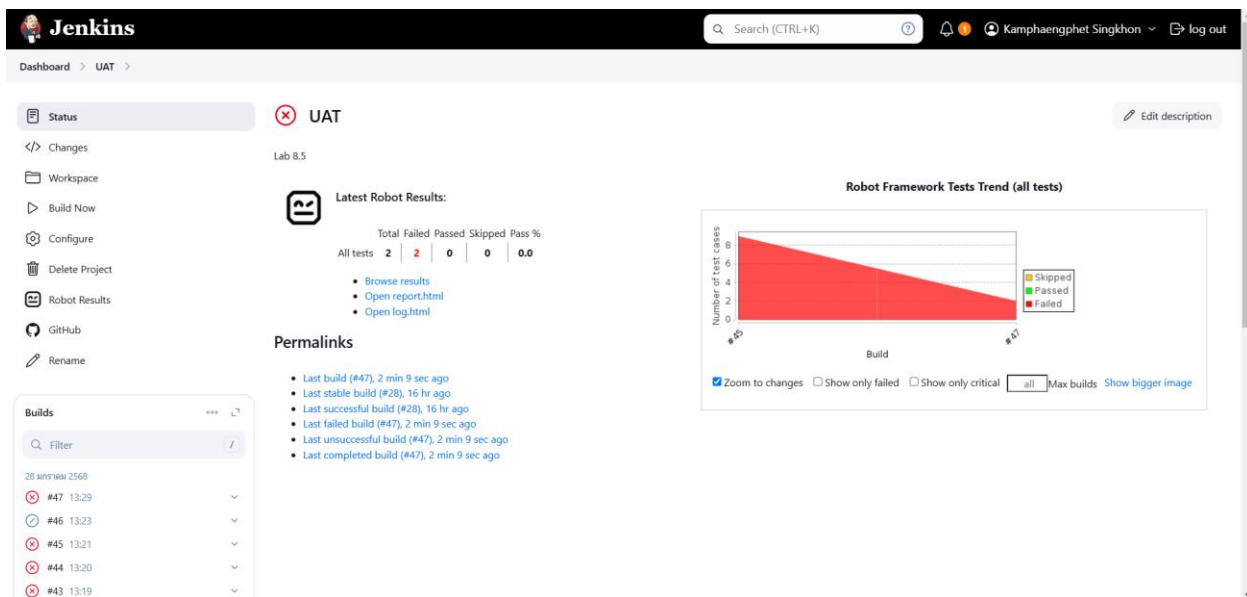 Jenkins
Search (CTRL+K)
?
1
Kamphaengphet Singkhon
log out
Dashboard > UAT >
Status
Changes
Workspace
Build Now
Configure
Delete Project
Robot Results
GitHub
Rename
Builds
Filter
/
28 มกราคม 2568
#47 13:29
#46 13:23
#45 13:21
#44 13:20
#43 13:19
UAT
Edit description
Lab 8.5
Latest Robot Results:
Total Failed Passed Skipped Pass %
All tests 2 2 0 0 0.0
Browse results
Open report.html
Open log.html
Permalinks
Last build (#47), 2 min 9 sec ago
Last stable build (#28), 16 hr ago
Last successful build (#28), 16 hr ago
Last failed build (#47), 2 min 9 sec ago
Last unsuccessful build (#47), 2 min 9 sec ago
Last completed build (#47), 2 min 9 sec ago
Robot Framework Tests Trend (all tests)
Number of test cases
8
6
4
2
0
#45
#47
Build
Skipped
Passed
Failed
Zoom to changes Show only failed Show only critical all Max builds Show bigger image